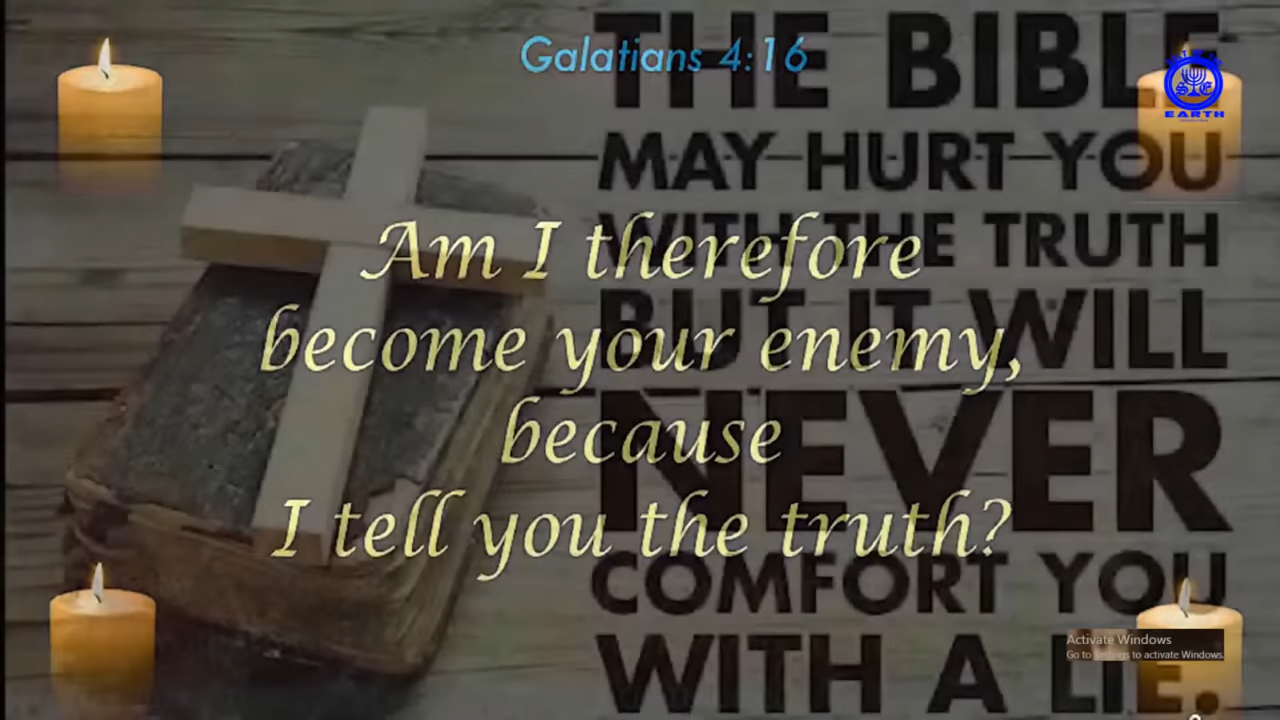 Galatians 4:16
Am I therefore
become your enemy,
because
I tell you the truth?
THE BIBLE
MAY HURT YOU
WITH THE TRUTH
BUT IT WILL
NEVER
COMFORT YOU
WITH A LIE.
EARTH
Activate Windows
Go to Settings to activate Windows.